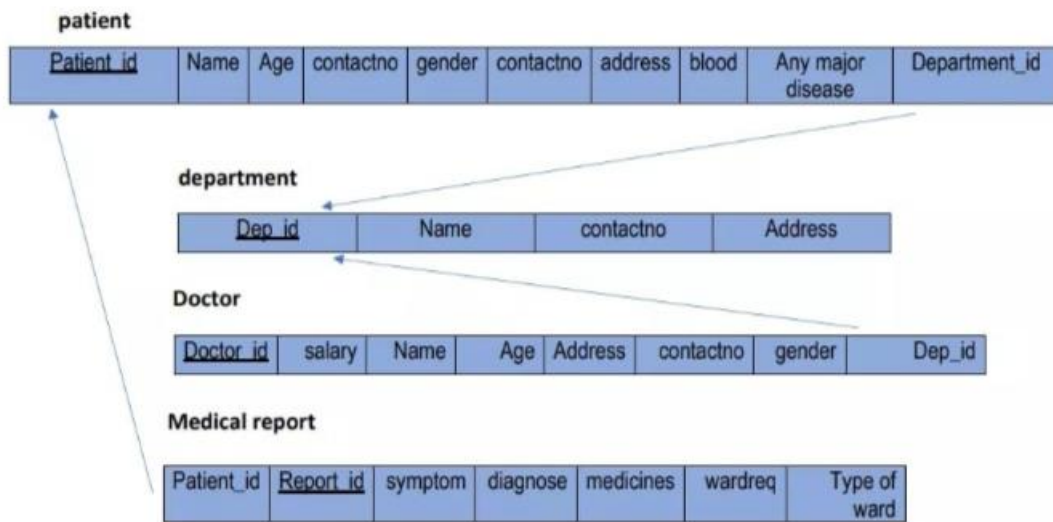 patient
Patient_id Name Age contactno gender contactno address blood Any major Department_id
disease
department
Dep_id Name contactno Address
Doctor
Doctor_id salary Name Age Address contactno gender Dep_id
Medical report
Patient_id Report_id symptom diagnose medicines wardreq Type of
ward